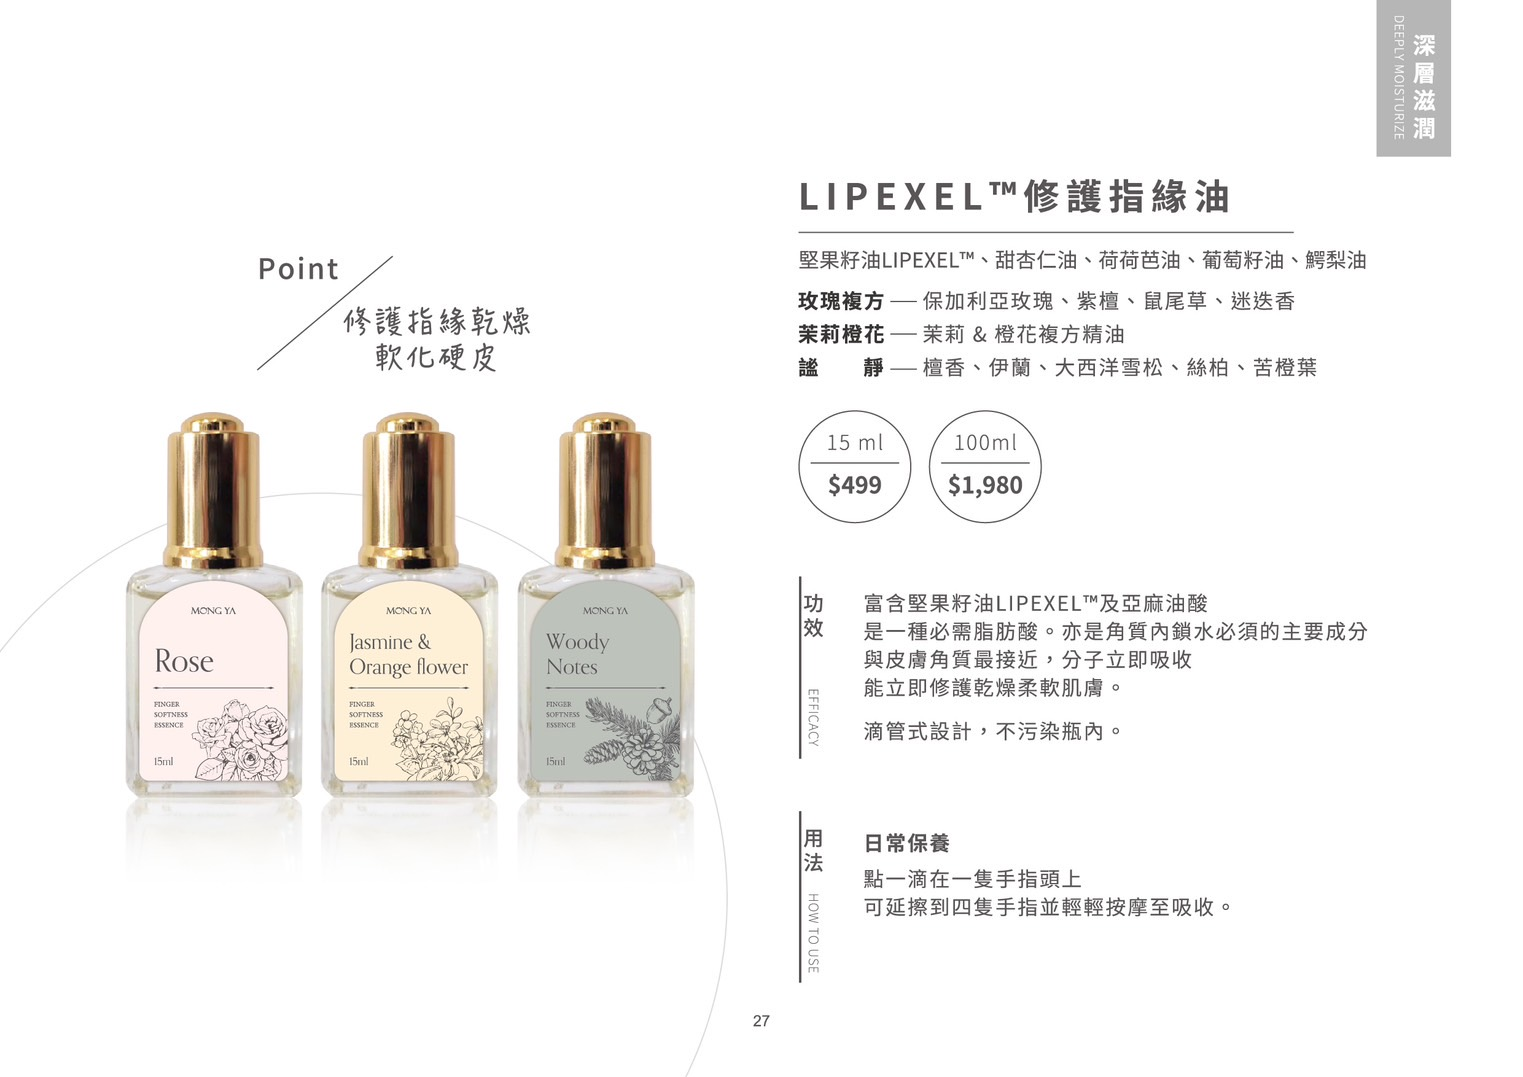 深層滋潤
DEEPLY MOISTURIZE
Point
修護指緣乾燥
軟化硬皮
MONG YA
Rose
FINGER
SOFTNESS
ESSENCE
15ml
MONG YA
Jasmine &
Orange flower
FINGER
SOFTNESS
ESSENCE
15ml
MONG YA
Woody
Notes
FINGER
SOFTNESS
ESSENCE
15ml
LIPEXEL™修護指緣油
堅果籽油LIPEXEL™、甜杏仁油、荷荷芭油、葡萄籽油、鱷梨油
玫瑰複方 — 保加利亞玫瑰、紫檀、鼠尾草、迷迭香
茉莉橙花 — 茉莉 & 橙花複方精油
謐　　靜 — 檀香、伊蘭、大西洋雪松、絲柏、苦橙葉
15 ml
$499
100ml
$1,980
功效
EFFICACY
富含堅果籽油LIPEXEL™及亞麻油酸
是一種必需脂肪酸。亦是角質內鎖水必須的主要成分
與皮膚角質最接近，分子立即吸收
能立即修護乾燥柔軟肌膚。
滴管式設計，不污染瓶內。
用法
HOW TO USE
日常保養
點一滴在一隻手指頭上
可延擦到四隻手指並輕輕按摩至吸收。
27